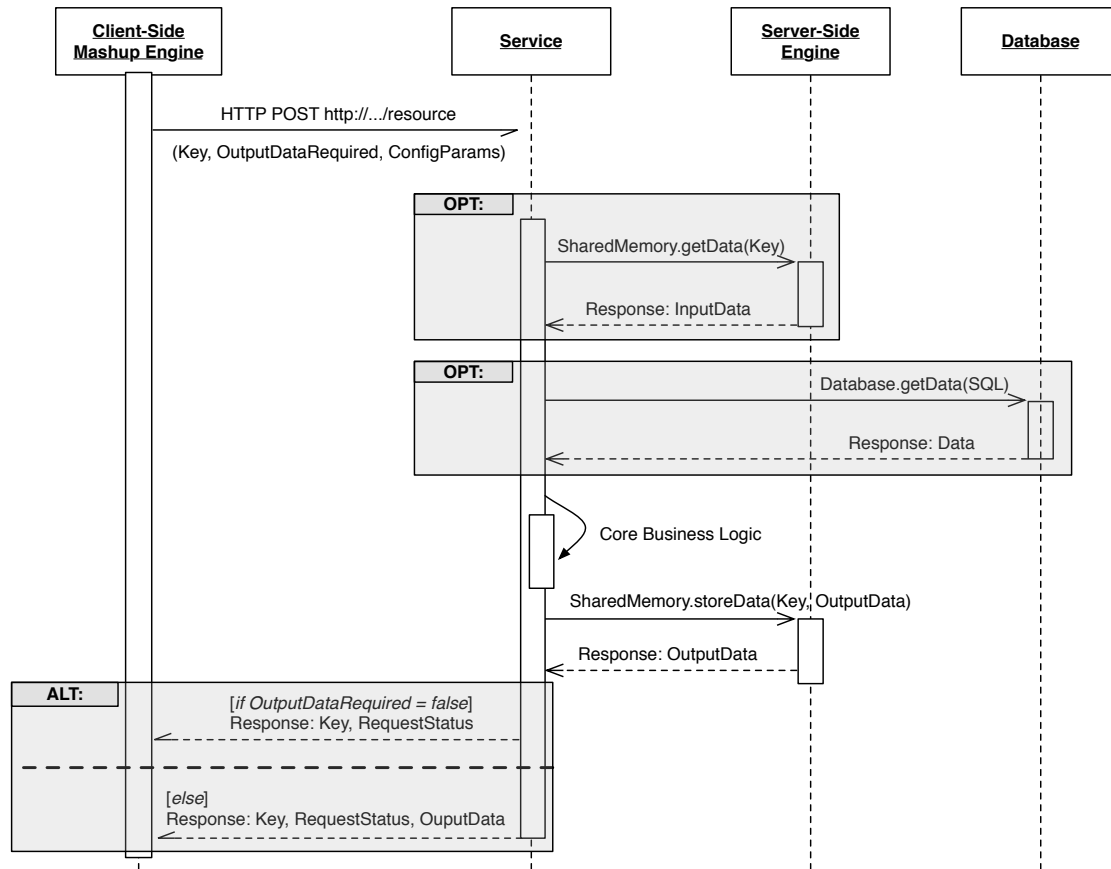 Client-Side
Mashup Engine
Service
Server-Side
Engine
Database
HTTP POST http://.../resource
(Key, OutputDataRequired, ConfigParams)
OPT:
SharedMemory.getData(Key)
Response: InputData
OPT:
Database.getData(SQL)
Response: Data
Core Business Logic
SharedMemory.storeData(Key, OutputData)
Response: OutputData
ALT:
[if OutputDataRequired = false]
Response: Key, RequestStatus
[else]
Response: Key, RequestStatus, OuputData